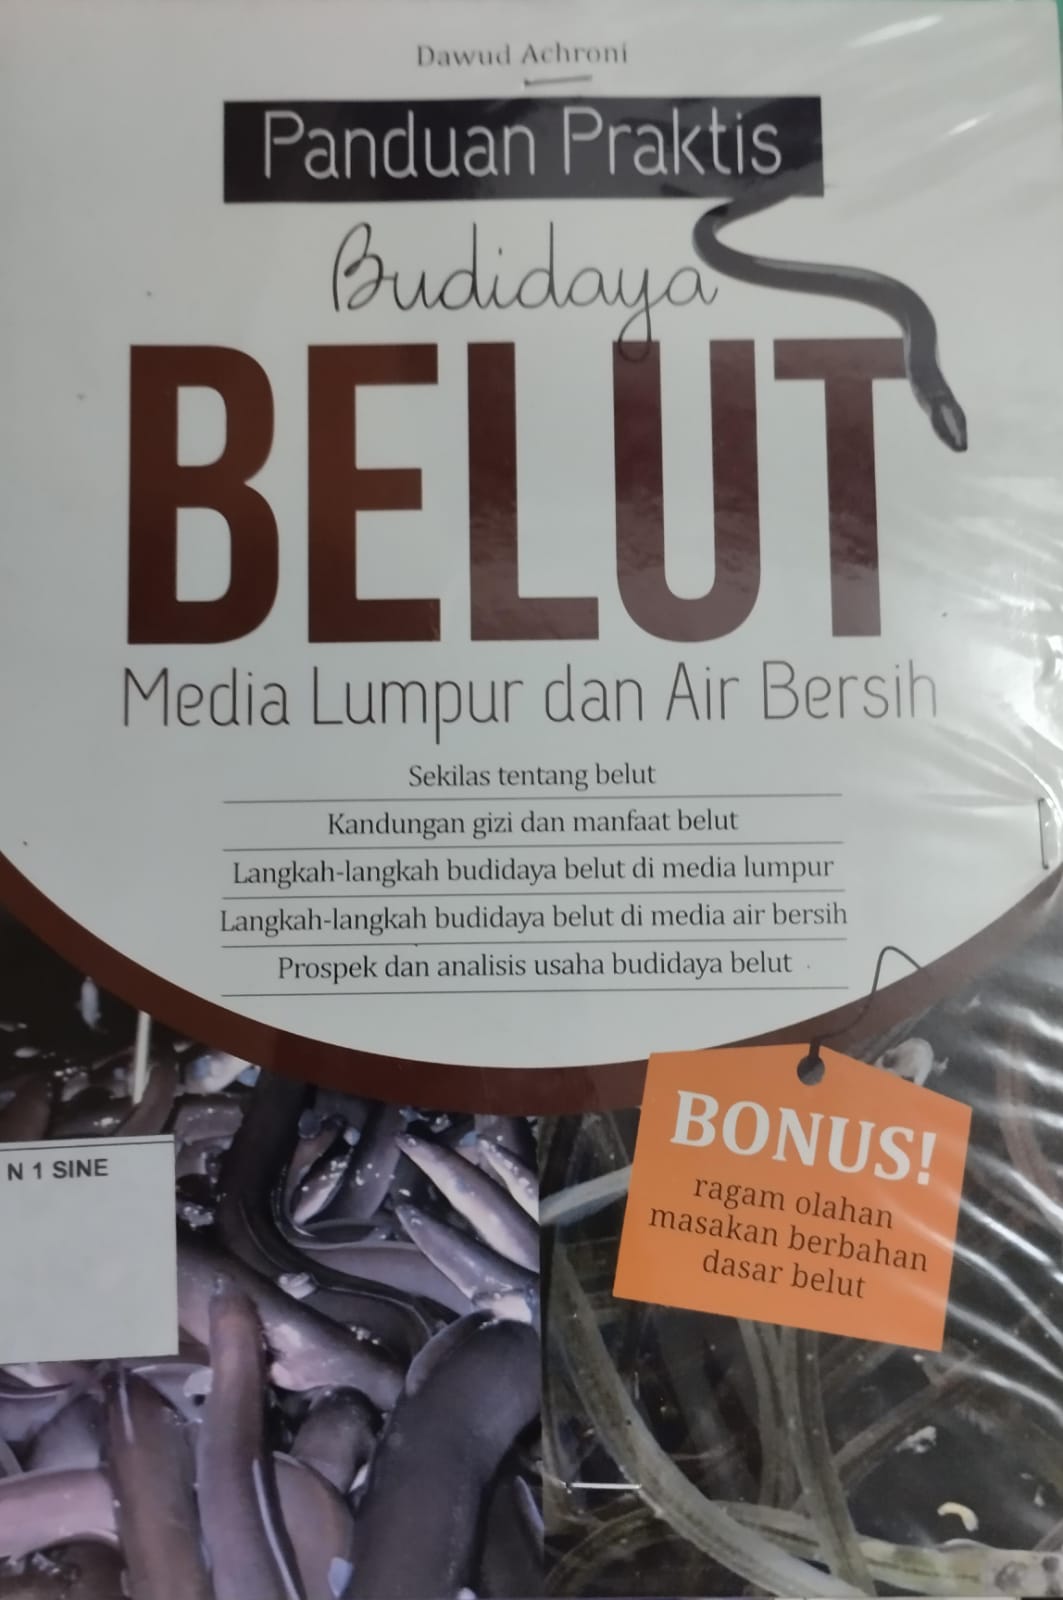 Dawud Achroni
Panduan Praktis
Budidaya
BELUT
Media Lumpur dan Air Bersih
Sekilas tentang belut
Kandungan gizi dan manfaat belut
Langkah-langkah budidaya belut di media lumpur
Langkah-langkah budidaya belut di media air bersih
Prospek dan analisis usaha budidaya belut
BONUS!
ragam olahan
masakan berbahan
dasar belut
N 1 SINE